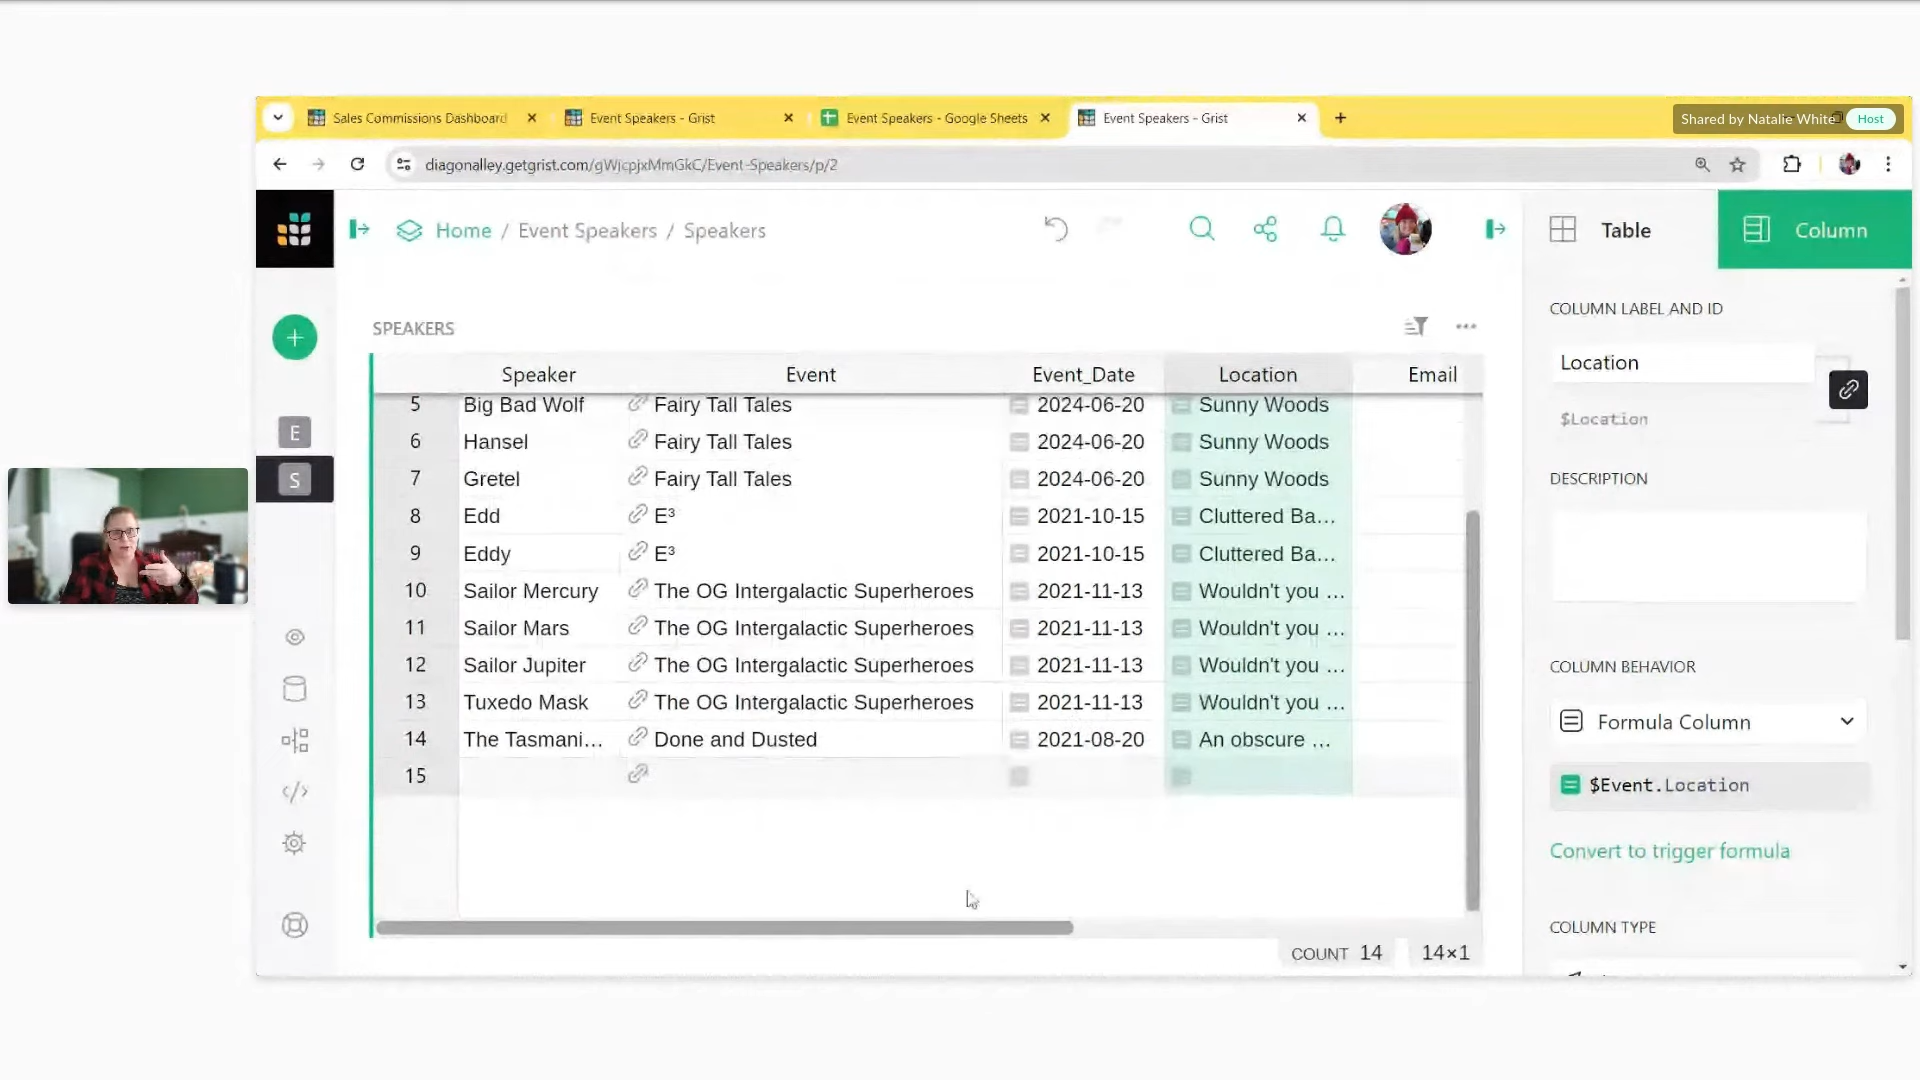 Sales Commissions Dashboard
Event Speakers - Grist
Event Speakers - Google Sheets
Event Speakers - Grist
Shared by Natalie White
Host
diagonalley.getgrist.com/gWjcpjxMmGkC/Event-Speakers/p/2
Home / Event Speakers / Speakers
Table
Column
SPEAKERS
Speaker Event Event_Date Location Email
5 Big Bad Wolf Fairy Tall Tales 2024-06-20 Sunny Woods
6 Hansel Fairy Tall Tales 2024-06-20 Sunny Woods
7 Gretel Fairy Tall Tales 2024-06-20 Sunny Woods
8 Edd E³ 2021-10-15 Cluttered Ba...
9 Eddy E³ 2021-10-15 Cluttered Ba...
10 Sailor Mercury The OG Intergalactic Superheroes 2021-11-13 Wouldn't you ...
11 Sailor Mars The OG Intergalactic Superheroes 2021-11-13 Wouldn't you ...
12 Sailor Jupiter The OG Intergalactic Superheroes 2021-11-13 Wouldn't you ...
13 Tuxedo Mask The OG Intergalactic Superheroes 2021-11-13 Wouldn't you ...
14 The Tasmani... Done and Dusted 2021-08-20 An obscure ...
15
COUNT 14 14×1
E
S
COLUMN LABEL AND ID
Location
$Location
DESCRIPTION
COLUMN BEHAVIOR
Formula Column
$Event.Location
Convert to trigger formula
COLUMN TYPE